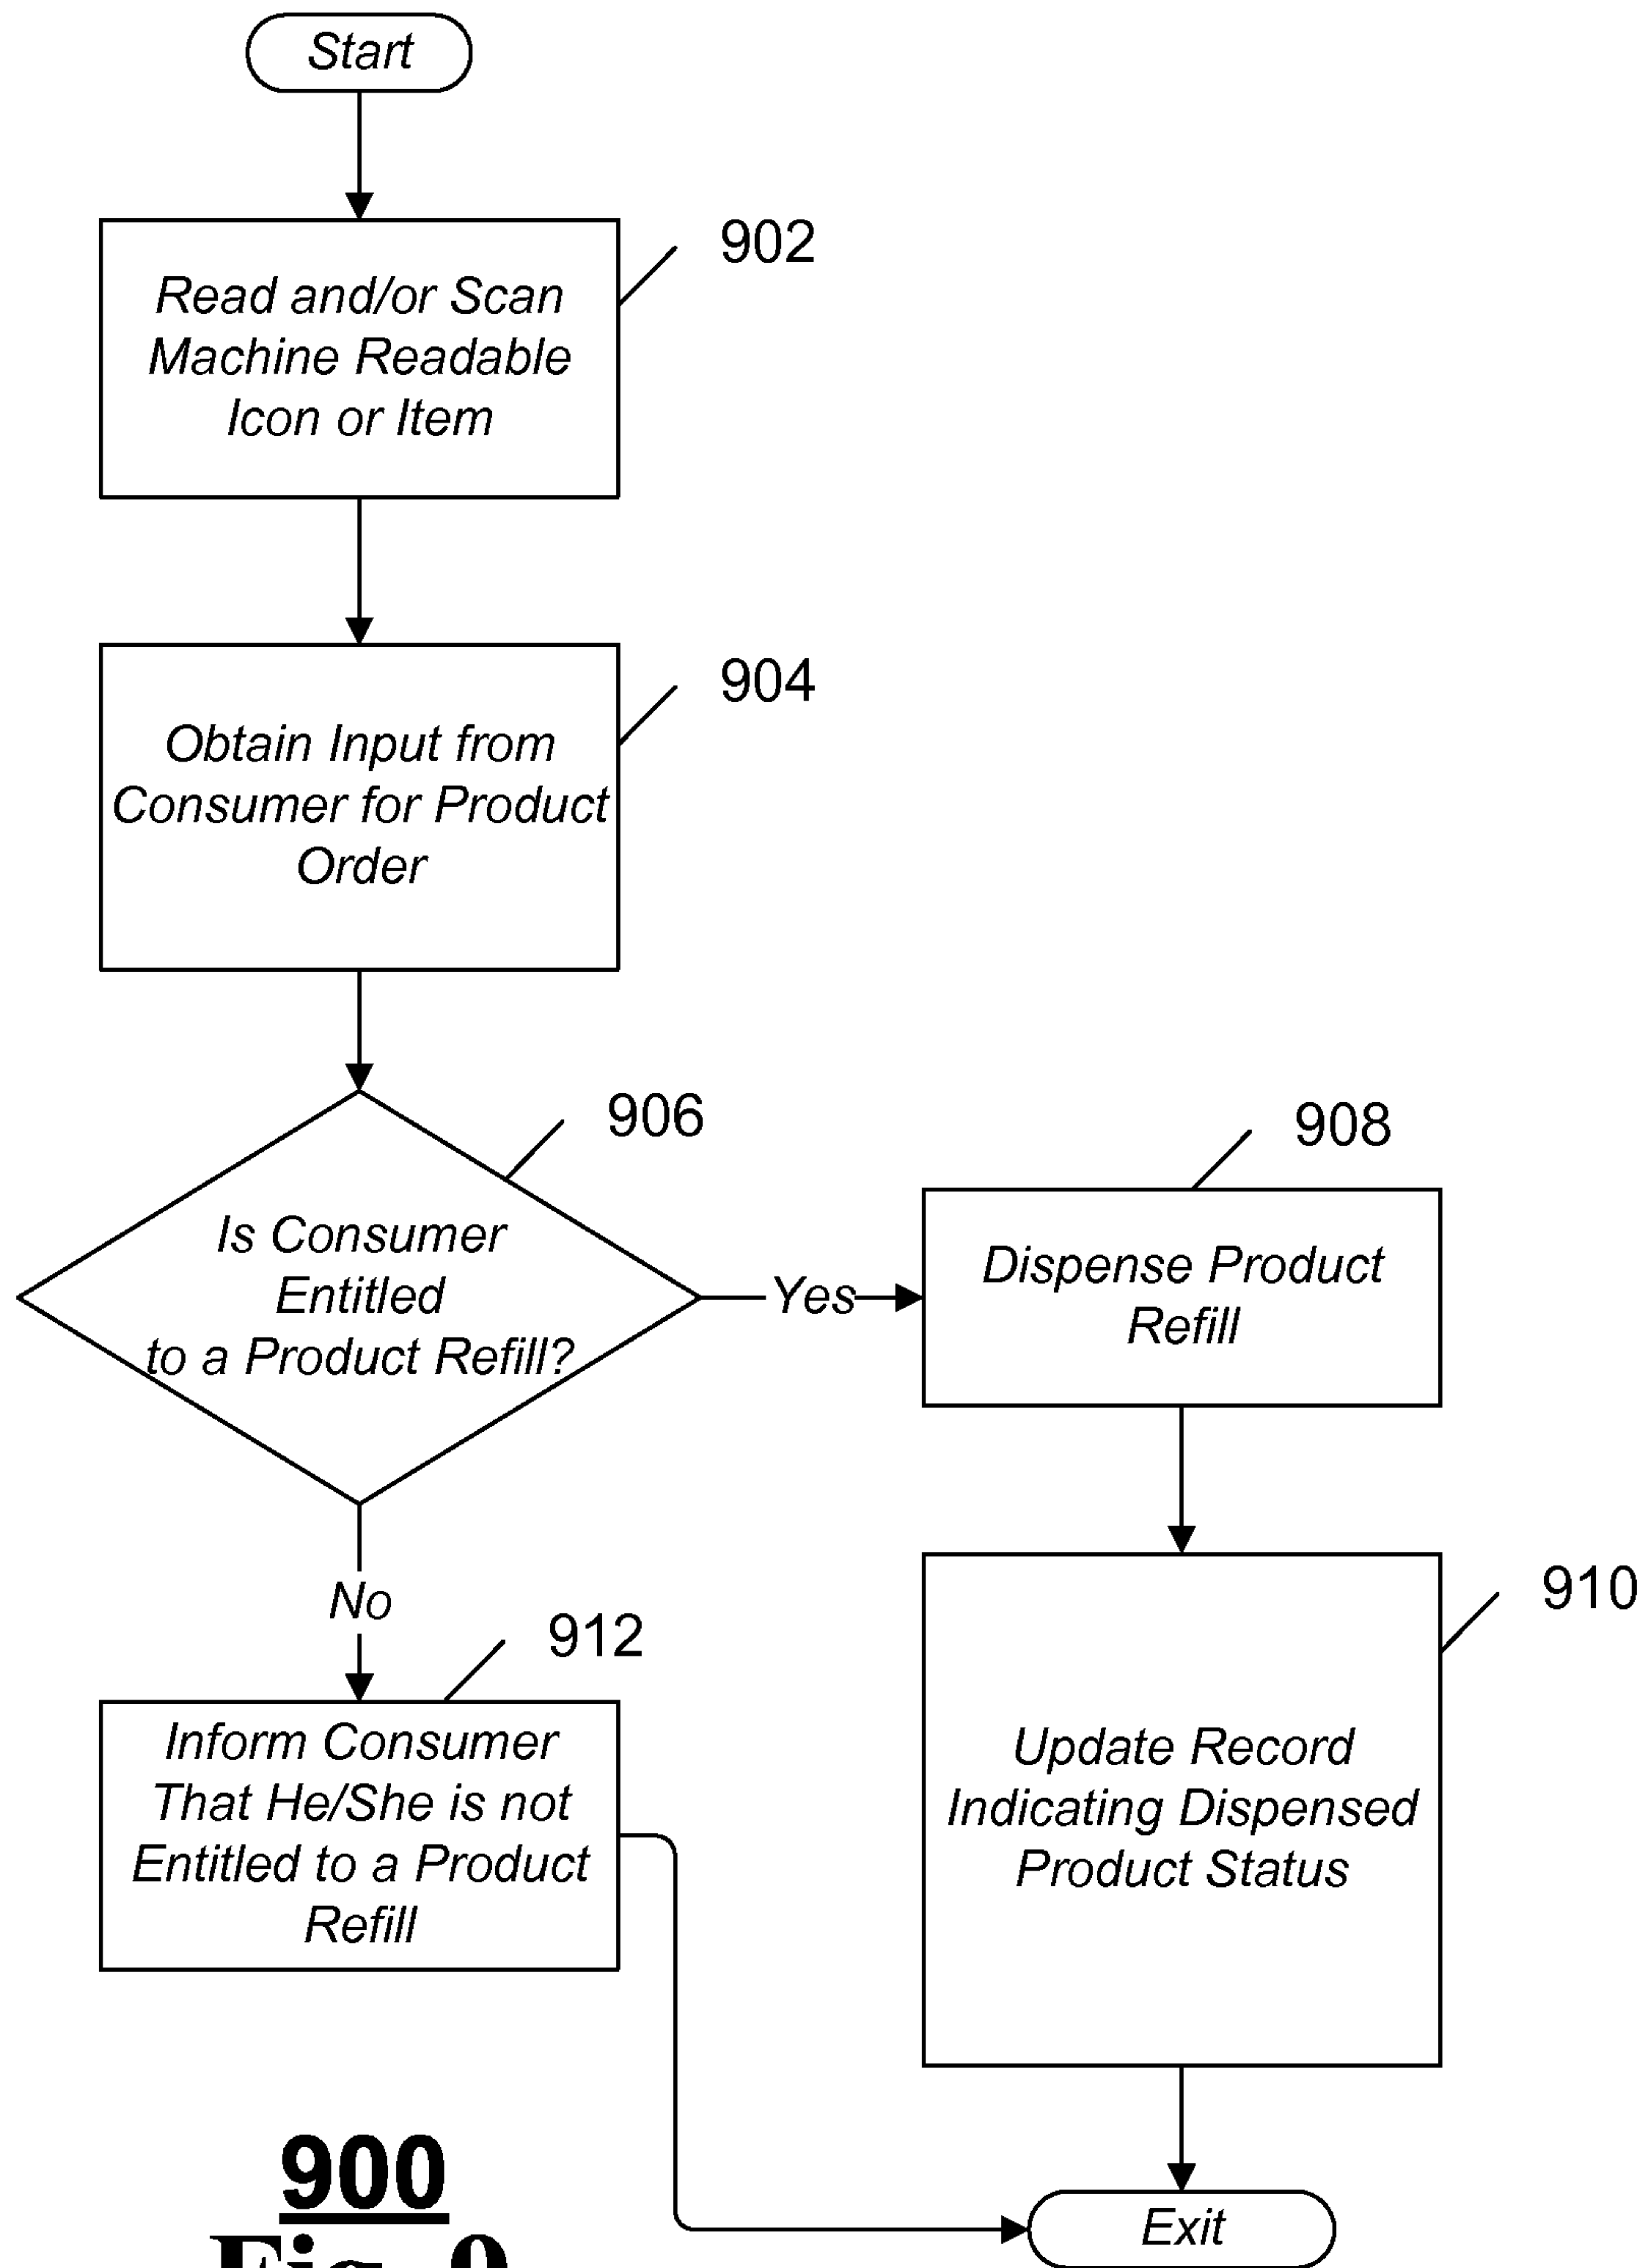 Start
902
Read and/or Scan
Machine Readable
Icon or Item
904
Obtain Input from
Consumer for Product
Order
906
Is Consumer
Entitled
to a Product Refill?
Yes
908
Dispense Product
Refill
No
910
Update Record
Indicating Dispensed
Product Status
912
Inform Consumer
That He/She is not
Entitled to a Product
Refill
Exit
900
Fig. 9